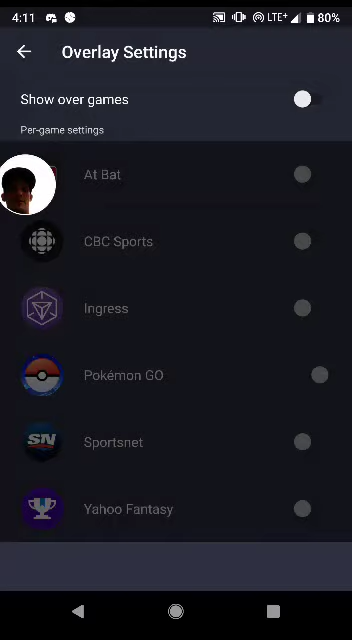 4:11 LTE+ 80%
Overlay Settings
Show over games
Per-game settings
At Bat
CBC Sports
Ingress
Pokémon GO
SN Sportsnet
Yahoo Fantasy